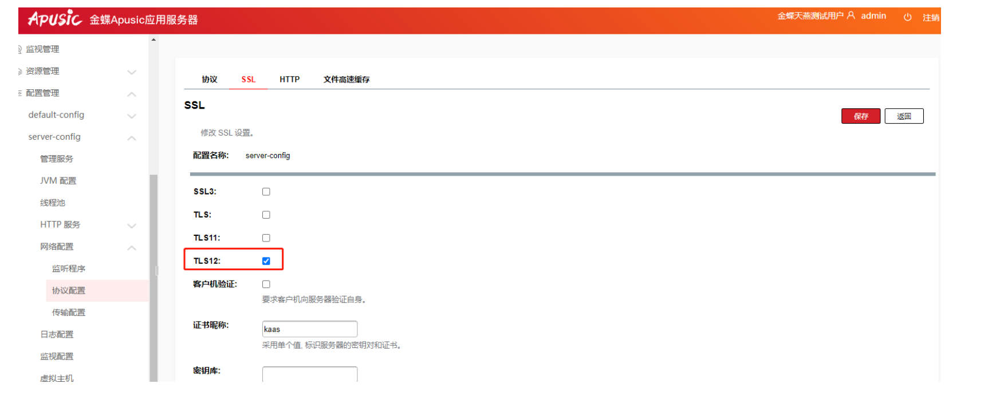 Apusic 金蝶Apusic应用服务器
金蝶天燕测试用户 admin 注销
监视管理
资源管理
配置管理
default-config
server-config
管理服务
JVM 配置
线程池
HTTP 服务
网络配置
监听程序
协议配置
传输配置
日志配置
监视配置
虚拟主机
协议 SSL HTTP 文件高速缓存
SSL
保存 返回
修改 SSL 设置。
配置名称: server-config
SSL3:
TLS:
TLS11:
TLS12:
客户机验证:
要求客户机向服务器验证自身。
证书昵称: kaas
采用单个值, 标识服务器的密钥对和证书。
密钥库: